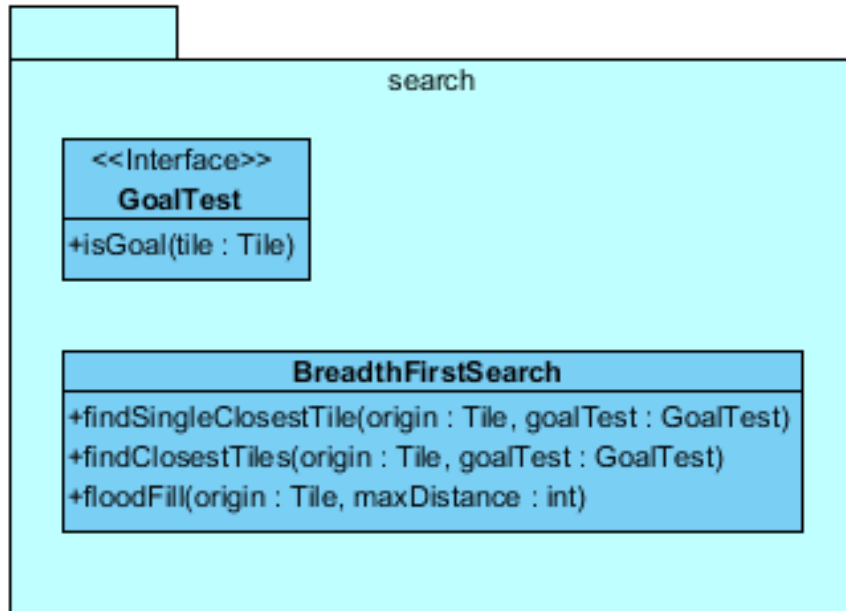 search
<<Interface>>
GoalTest
+isGoal(tile : Tile)
BreadthFirstSearch
+findSingleClosestTile(origin : Tile, goalTest : GoalTest)
+findClosestTiles(origin : Tile, goalTest : GoalTest)
+floodFill(origin : Tile, maxDistance : int)